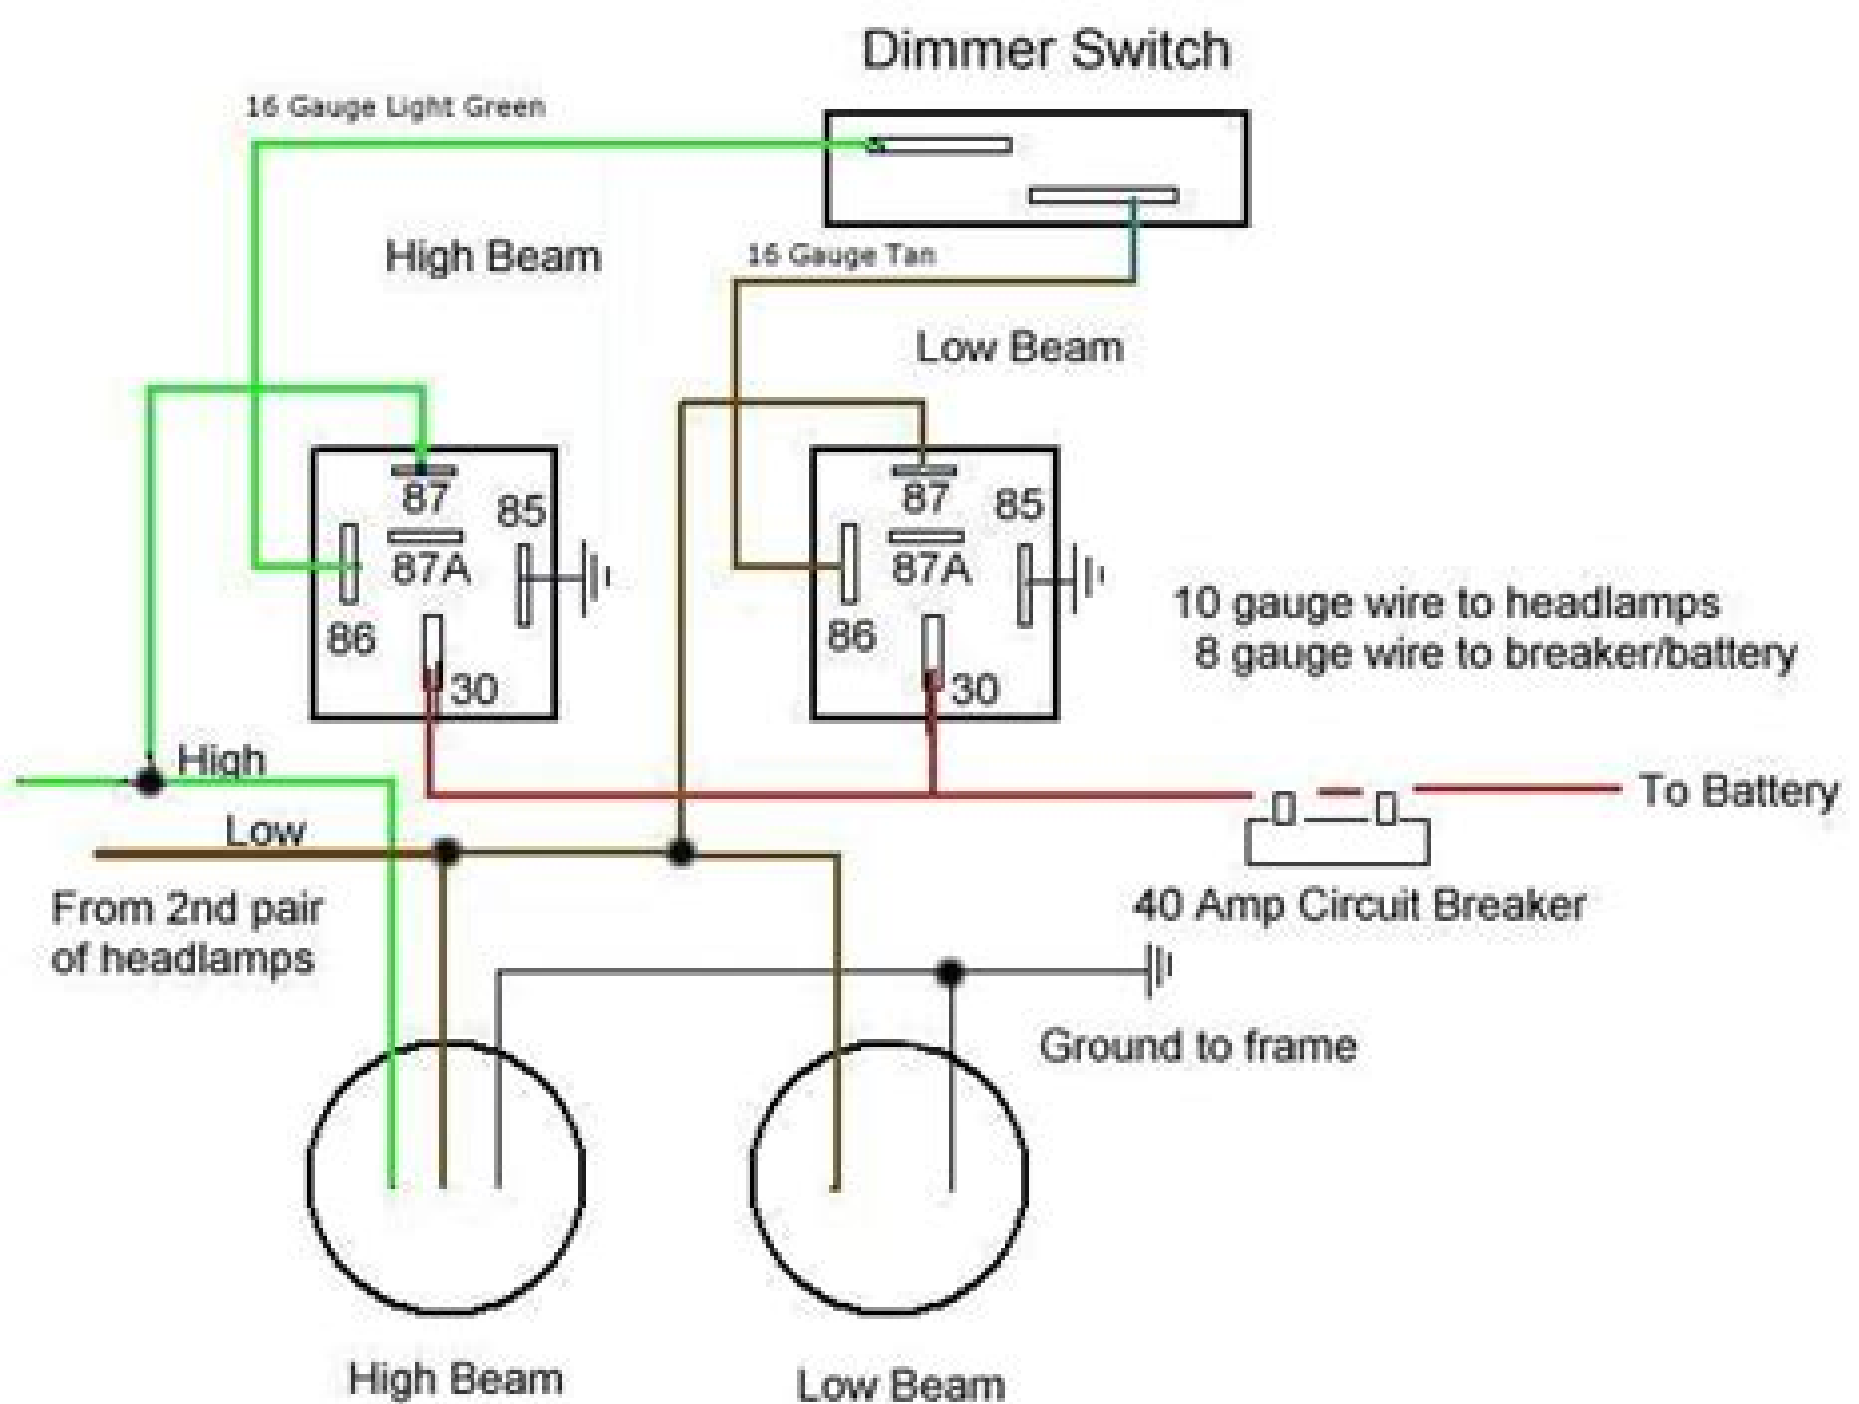 Dimmer Switch
16 Gauge Light Green
High Beam
16 Gauge Tan
Low Beam
87
85
87A
86
30
87
85
87A
86
30
10 gauge wire to headlamps
8 gauge wire to breaker/battery
High
To Battery
Low
From 2nd pair
of headlamps
40 Amp Circuit Breaker
Ground to frame
High Beam
Low Beam